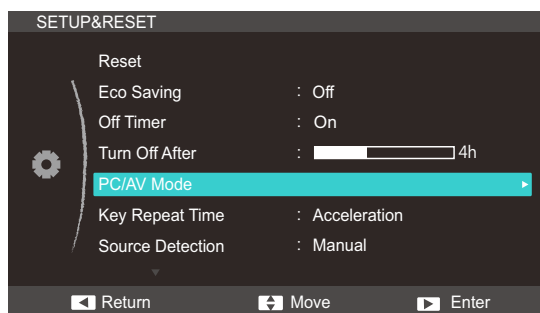 SETUP&RESET
Reset
Eco Saving : Off
Off Timer : On
Turn Off After : 4h
PC/AV Mode
Key Repeat Time : Acceleration
Source Detection : Manual
Return Move Enter